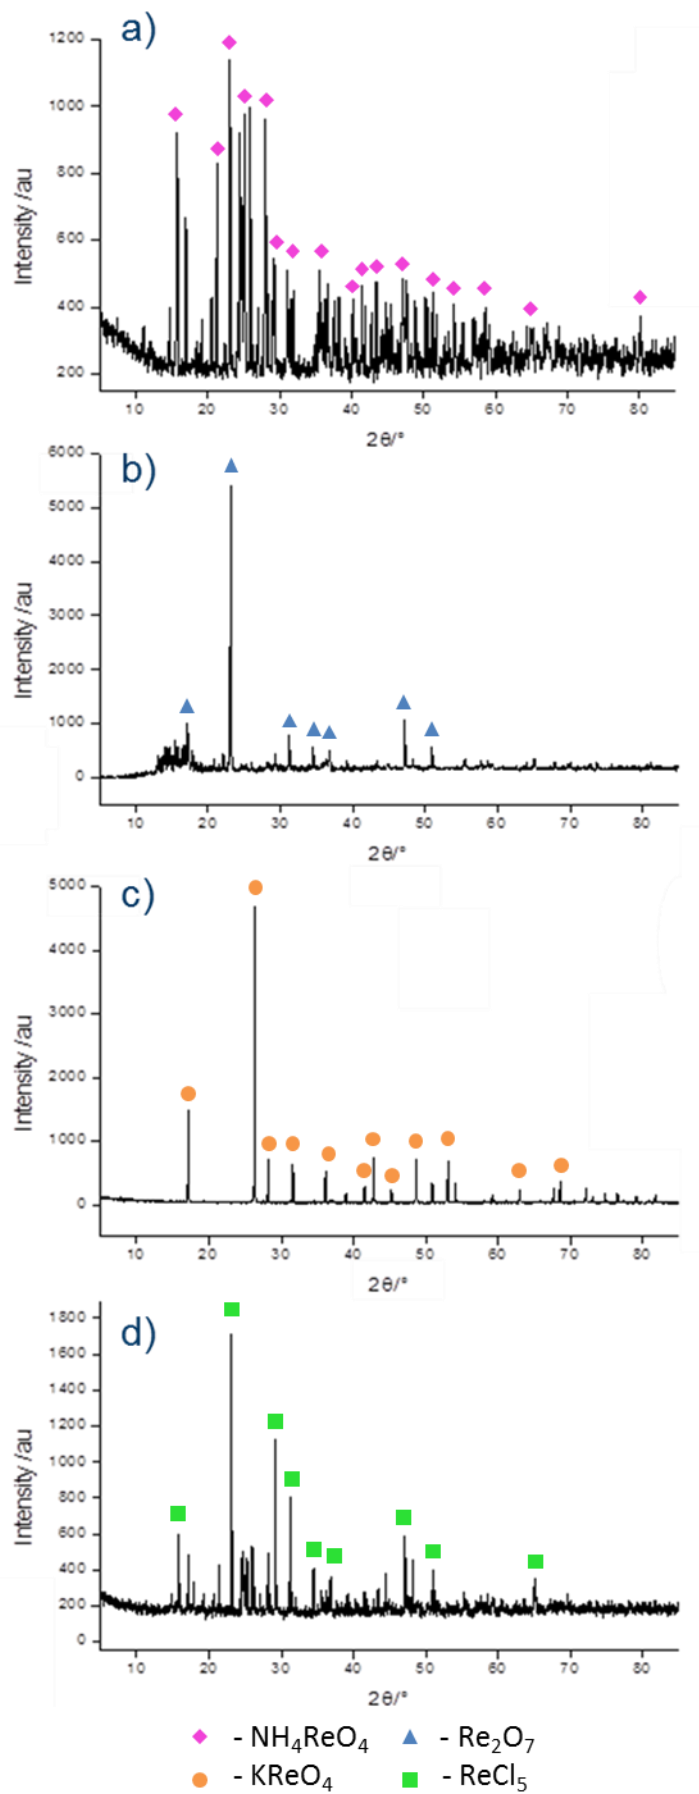 a)
1200
1000
800
600
400
200
Intensity /au
10 20 30 40 50 60 70 80
2θ/°
b)
6000
5000
4000
3000
2000
1000
0
Intensity /au
10 20 30 40 50 60 70 80
2θ/°
c)
5000
4000
3000
2000
1000
0
Intensity /au
10 20 30 40 50 60 70 80
2θ/°
d)
1800
1600
1400
1200
1000
800
600
400
200
0
Intensity /au
10 20 30 40 50 60 70 80
2θ/°
- NH₄ReO₄ - Re₂O₇
- KReO₄ - ReCl₅